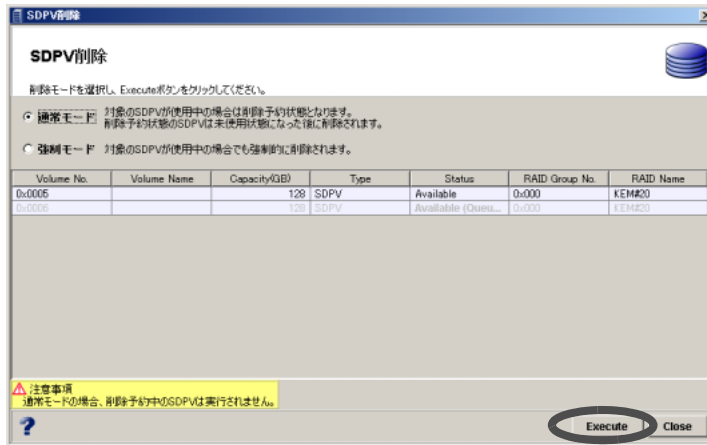 SDPV削除
SDPV削除
削除モードを選択し、Executeボタンをクリックしてください。
通常モード 対象のSDPVが使用中の場合は削除予約状態となります。
削除予約状態のSDPVは未使用状態になった後に削除されます。
強制モード 対象のSDPVが使用中の場合でも強制的に削除されます。
Volume No. Volume Name Capacity(GB) Type Status RAID Group No. RAID Name
0x0005 128 SDPV Available 0x000 KEM#20
0x0006 128 SDPV Available (Queu... 0x000 KEM#20
注意事項
通常モードの場合、削除予約中のSDPVは実行されません。
? Execute Close